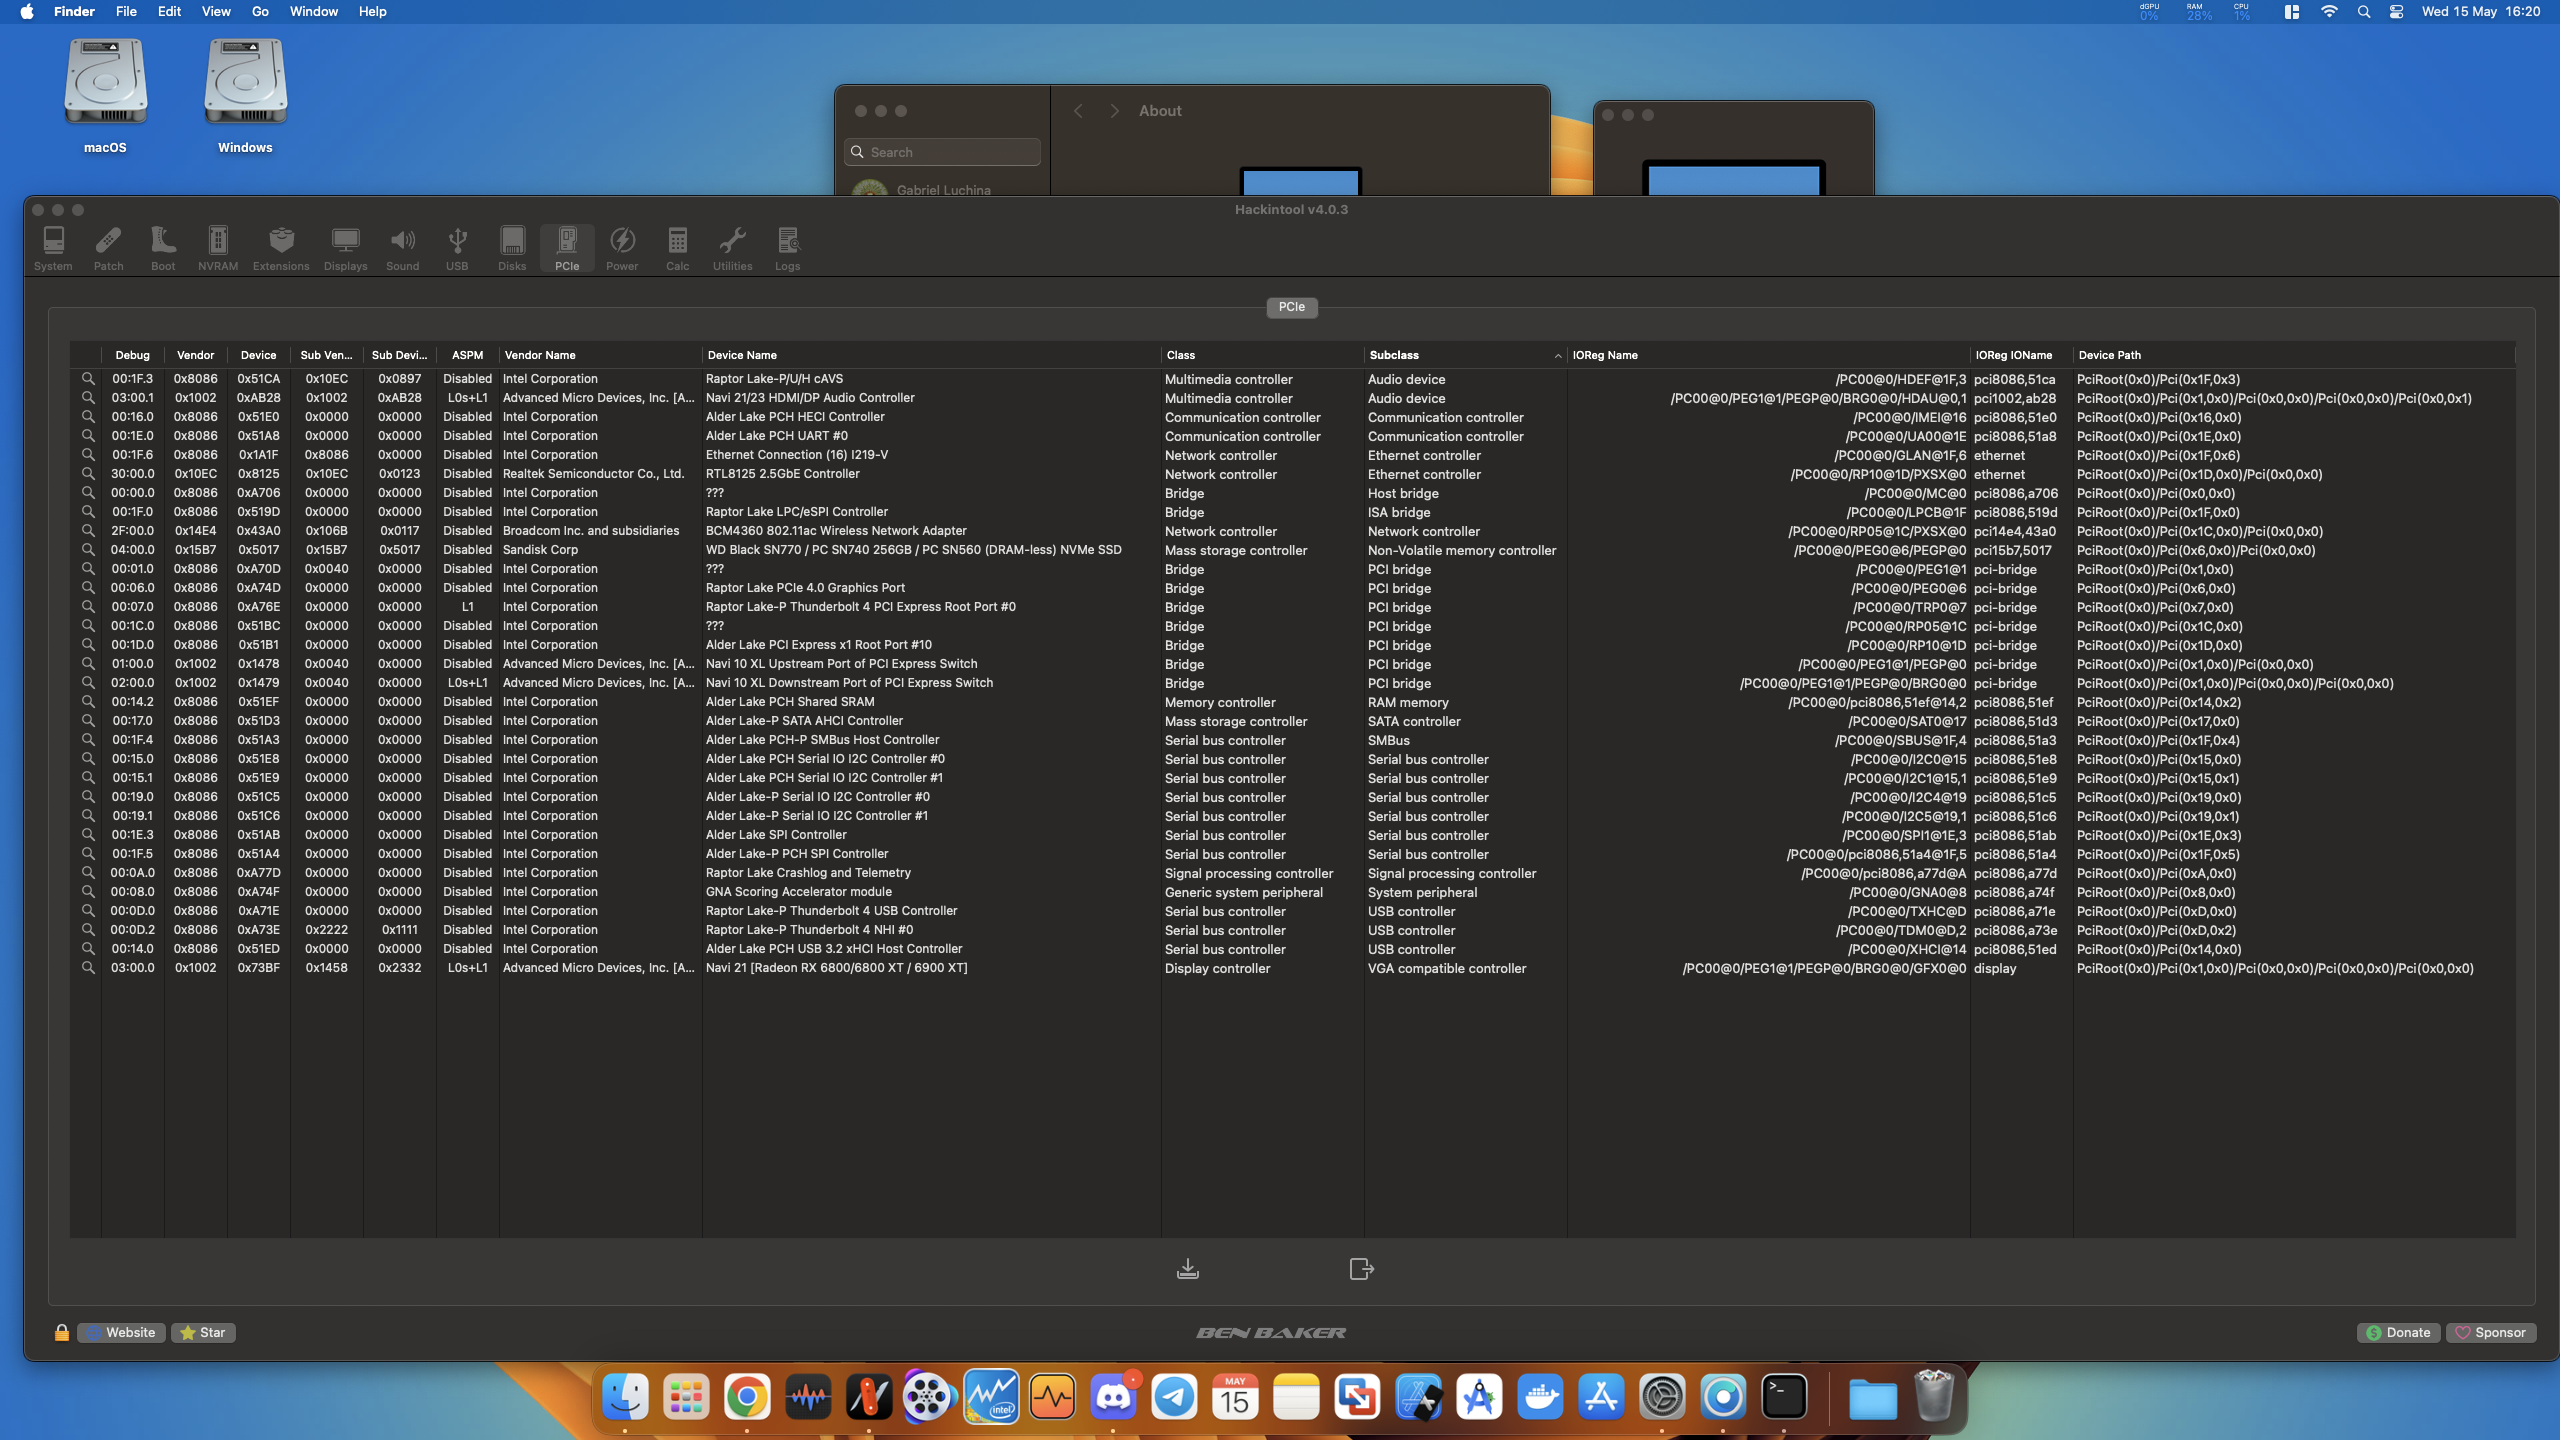 Finder File Edit View Go Window Help dGPU 0% RAM 28% CPU 1% Wed 15 May 16:20
macOS Windows
About
Search
Gabriel Luchina
Hackintool v4.0.3
System Patch Boot NVRAM Extensions Displays Sound USB Disks PCIe Power Calc Utilities Logs
PCIe
Debug Vendor Device Sub Ven... Sub Devi... ASPM Vendor Name Device Name Class Subclass IOReg Name IOReg IOName Device Path
00:1F.3 0x8086 0x51CA 0x10EC 0x0897 Disabled Intel Corporation Raptor Lake-P/U/H cAVS Multimedia controller Audio device /PC00@0/HDEF@1F,3 pci8086,51ca PciRoot(0x0)/Pci(0x1F,0x3)
03:00.1 0x1002 0xAB28 0x1002 0xAB28 L0s+L1 Advanced Micro Devices, Inc. [A... Navi 21/23 HDMI/DP Audio Controller Multimedia controller Audio device /PC00@0/PEG1@1/PEGP@0/BRG0@0/HDAU@0,1 pci1002,ab28 PciRoot(0x0)/Pci(0x1,0x0)/Pci(0x0,0x0)/Pci(0x0,0x0)/Pci(0x0,0x1)
00:16.0 0x8086 0x51E0 0x0000 0x0000 Disabled Intel Corporation Alder Lake PCH HECI Controller Communication controller Communication controller /PC00@0/IMEI@16 pci8086,51e0 PciRoot(0x0)/Pci(0x16,0x0)
00:1E.0 0x8086 0x51A8 0x0000 0x0000 Disabled Intel Corporation Alder Lake PCH UART #0 Communication controller Communication controller /PC00@0/UA00@1E pci8086,51a8 PciRoot(0x0)/Pci(0x1E,0x0)
00:1F.6 0x8086 0x1A1F 0x8086 0x0000 Disabled Intel Corporation Ethernet Connection (16) I219-V Network controller Ethernet controller /PC00@0/GLAN@1F,6 ethernet PciRoot(0x0)/Pci(0x1F,0x6)
30:00.0 0x10EC 0x8125 0x10EC 0x0123 Disabled Realtek Semiconductor Co., Ltd. RTL8125 2.5GbE Controller Network controller Ethernet controller /PC00@0/RP10@1D/PXSX@0 ethernet PciRoot(0x0)/Pci(0x1D,0x0)/Pci(0x0,0x0)
00:00.0 0x8086 0xA706 0x0000 0x0000 Disabled Intel Corporation ??? Bridge Host bridge /PC00@0/MC@0 pci8086,a706 PciRoot(0x0)/Pci(0x0,0x0)
00:1F.0 0x8086 0x519D 0x0000 0x0000 Disabled Intel Corporation Raptor Lake LPC/eSPI Controller Bridge ISA bridge /PC00@0/LPCB@1F pci8086,519d PciRoot(0x0)/Pci(0x1F,0x0)
2F:00.0 0x14E4 0x43A0 0x106B 0x0117 Disabled Broadcom Inc. and subsidiaries BCM4360 802.11ac Wireless Network Adapter Network controller Network controller /PC00@0/RP05@1C/PXSX@0 pci14e4,43a0 PciRoot(0x0)/Pci(0x1C,0x0)/Pci(0x0,0x0)
04:00.0 0x15B7 0x5017 0x15B7 0x5017 Disabled Sandisk Corp WD Black SN770 / PC SN740 256GB / PC SN560 (DRAM-less) NVMe SSD Mass storage controller Non-Volatile memory controller /PC00@0/PEG0@6/PEGP@0 pci15b7,5017 PciRoot(0x0)/Pci(0x6,0x0)/Pci(0x0,0x0)
00:01.0 0x8086 0xA70D 0x0040 0x0000 Disabled Intel Corporation ??? Bridge PCI bridge /PC00@0/PEG1@1 pci-bridge PciRoot(0x0)/Pci(0x1,0x0)
00:06.0 0x8086 0xA74D 0x0000 0x0000 Disabled Intel Corporation Raptor Lake PCIe 4.0 Graphics Port Bridge PCI bridge /PC00@0/PEG0@6 pci-bridge PciRoot(0x0)/Pci(0x6,0x0)
00:07.0 0x8086 0xA76E 0x0000 0x0000 L1 Intel Corporation Raptor Lake-P Thunderbolt 4 PCI Express Root Port #0 Bridge PCI bridge /PC00@0/TRP0@7 pci-bridge PciRoot(0x0)/Pci(0x7,0x0)
00:1C.0 0x8086 0x51BC 0x0000 0x0000 Disabled Intel Corporation ??? Bridge PCI bridge /PC00@0/RP05@1C pci-bridge PciRoot(0x0)/Pci(0x1C,0x0)
00:1D.0 0x8086 0x51B1 0x0000 0x0000 Disabled Intel Corporation Alder Lake PCI Express x1 Root Port #10 Bridge PCI bridge /PC00@0/RP10@1D pci-bridge PciRoot(0x0)/Pci(0x1D,0x0)
01:00.0 0x1002 0x1478 0x0040 0x0000 Disabled Advanced Micro Devices, Inc. [A... Navi 10 XL Upstream Port of PCI Express Switch Bridge PCI bridge /PC00@0/PEG1@1/PEGP@0 pci-bridge PciRoot(0x0)/Pci(0x1,0x0)/Pci(0x0,0x0)
02:00.0 0x1002 0x1479 0x0040 0x0000 L0s+L1 Advanced Micro Devices, Inc. [A... Navi 10 XL Downstream Port of PCI Express Switch Bridge PCI bridge /PC00@0/PEG1@1/PEGP@0/BRG0@0 pci-bridge PciRoot(0x0)/Pci(0x1,0x0)/Pci(0x0,0x0)/Pci(0x0,0x0)
00:14.2 0x8086 0x51EF 0x0000 0x0000 Disabled Intel Corporation Alder Lake PCH Shared SRAM Memory controller RAM memory /PC00@0/pci8086,51ef@14,2 pci8086,51ef PciRoot(0x0)/Pci(0x14,0x2)
00:17.0 0x8086 0x51D3 0x0000 0x0000 Disabled Intel Corporation Alder Lake-P SATA AHCI Controller Mass storage controller SATA controller /PC00@0/SAT0@17 pci8086,51d3 PciRoot(0x0)/Pci(0x17,0x0)
00:1F.4 0x8086 0x51A3 0x0000 0x0000 Disabled Intel Corporation Alder Lake PCH-P SMBus Host Controller Serial bus controller SMBus /PC00@0/SBUS@1F,4 pci8086,51a3 PciRoot(0x0)/Pci(0x1F,0x4)
00:15.0 0x8086 0x51E8 0x0000 0x0000 Disabled Intel Corporation Alder Lake PCH Serial IO I2C Controller #0 Serial bus controller Serial bus controller /PC00@0/I2C0@15 pci8086,51e8 PciRoot(0x0)/Pci(0x15,0x0)
00:15.1 0x8086 0x51E9 0x0000 0x0000 Disabled Intel Corporation Alder Lake PCH Serial IO I2C Controller #1 Serial bus controller Serial bus controller /PC00@0/I2C1@15,1 pci8086,51e9 PciRoot(0x0)/Pci(0x15,0x1)
00:19.0 0x8086 0x51C5 0x0000 0x0000 Disabled Intel Corporation Alder Lake-P Serial IO I2C Controller #0 Serial bus controller Serial bus controller /PC00@0/I2C4@19 pci8086,51c5 PciRoot(0x0)/Pci(0x19,0x0)
00:19.1 0x8086 0x51C6 0x0000 0x0000 Disabled Intel Corporation Alder Lake-P Serial IO I2C Controller #1 Serial bus controller Serial bus controller /PC00@0/I2C5@19,1 pci8086,51c6 PciRoot(0x0)/Pci(0x19,0x1)
00:1E.3 0x8086 0x51AB 0x0000 0x0000 Disabled Intel Corporation Alder Lake SPI Controller Serial bus controller Serial bus controller /PC00@0/SPI1@1E,3 pci8086,51ab PciRoot(0x0)/Pci(0x1E,0x3)
00:1F.5 0x8086 0x51A4 0x0000 0x0000 Disabled Intel Corporation Alder Lake-P PCH SPI Controller Serial bus controller Serial bus controller /PC00@0/pci8086,51a4@1F,5 pci8086,51a4 PciRoot(0x0)/Pci(0x1F,0x5)
00:0A.0 0x8086 0xA77D 0x0000 0x0000 Disabled Intel Corporation Raptor Lake Crashlog and Telemetry Signal processing controller Signal processing controller /PC00@0/pci8086,a77d@A pci8086,a77d PciRoot(0x0)/Pci(0xA,0x0)
00:08.0 0x8086 0xA74F 0x0000 0x0000 Disabled Intel Corporation GNA Scoring Accelerator module Generic system peripheral System peripheral /PC00@0/GNA0@8 pci8086,a74f PciRoot(0x0)/Pci(0x8,0x0)
00:0D.0 0x8086 0xA71E 0x0000 0x0000 Disabled Intel Corporation Raptor Lake-P Thunderbolt 4 USB Controller Serial bus controller USB controller /PC00@0/TXHC@D pci8086,a71e PciRoot(0x0)/Pci(0xD,0x0)
00:0D.2 0x8086 0xA73E 0x2222 0x1111 Disabled Intel Corporation Raptor Lake-P Thunderbolt 4 NHI #0 Serial bus controller USB controller /PC00@0/TDM0@D,2 pci8086,a73e PciRoot(0x0)/Pci(0xD,0x2)
00:14.0 0x8086 0x51ED 0x0000 0x0000 Disabled Intel Corporation Alder Lake PCH USB 3.2 xHCI Host Controller Serial bus controller USB controller /PC00@0/XHCI@14 pci8086,51ed PciRoot(0x0)/Pci(0x14,0x0)
03:00.0 0x1002 0x73BF 0x1458 0x2332 L0s+L1 Advanced Micro Devices, Inc. [A... Navi 21 [Radeon RX 6800/6800 XT / 6900 XT] Display controller VGA compatible controller /PC00@0/PEG1@1/PEGP@0/BRG0@0/GFX0@0 display PciRoot(0x0)/Pci(0x1,0x0)/Pci(0x0,0x0)/Pci(0x0,0x0)/Pci(0x0,0x0)
Website Star BEN BAKER Donate Sponsor
intel MAY
15